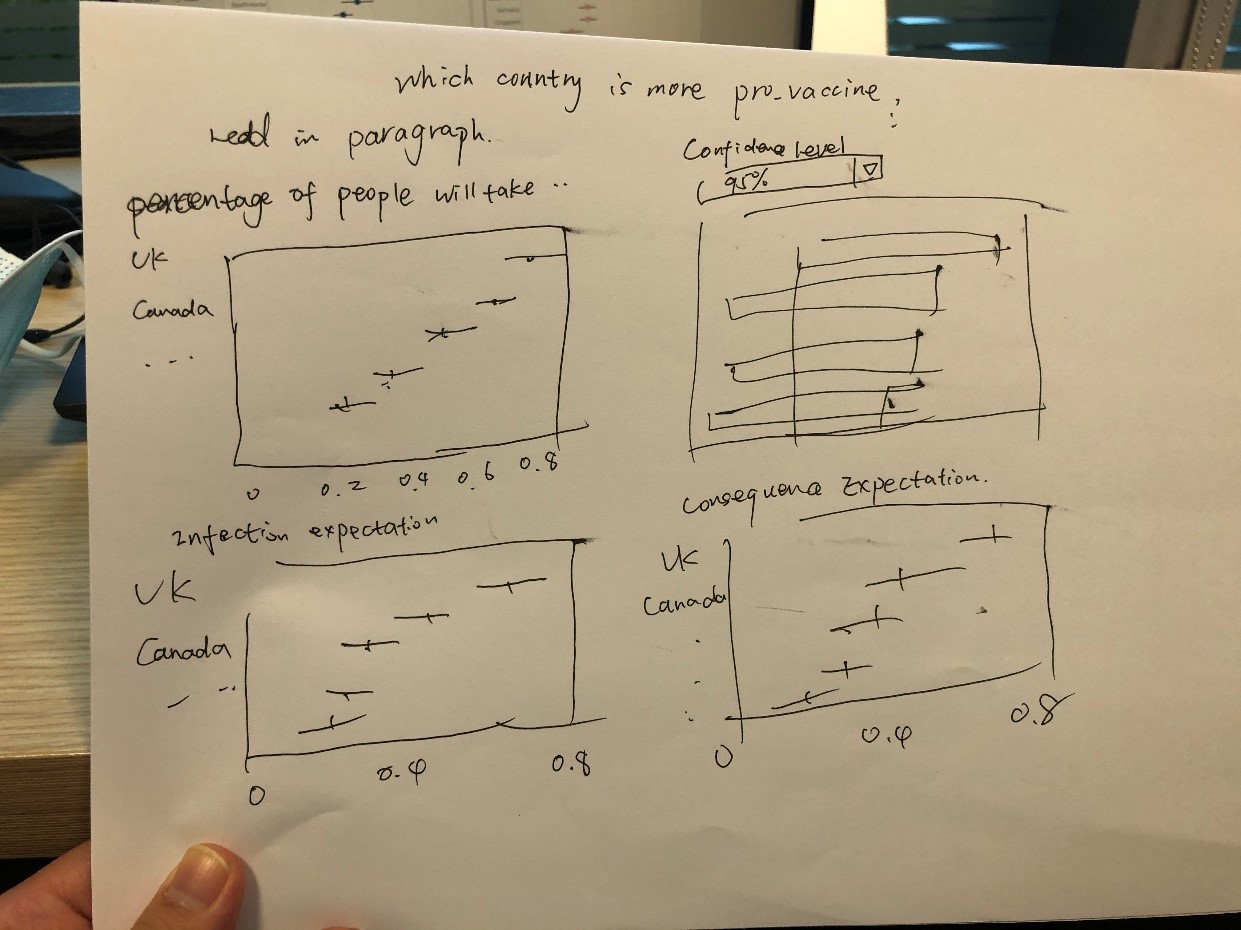 Which country is more pro-vaccine,
Lead in paragraph.
percentage of people will take ..
Confidence Level
95%
UK
Canada
...
0 0.2 0.4 0.6 0.8
Infection expectation
UK
Canada
0 0.4 0.8
Consequence Expectation.
UK
Canada
0 0.4 0.8